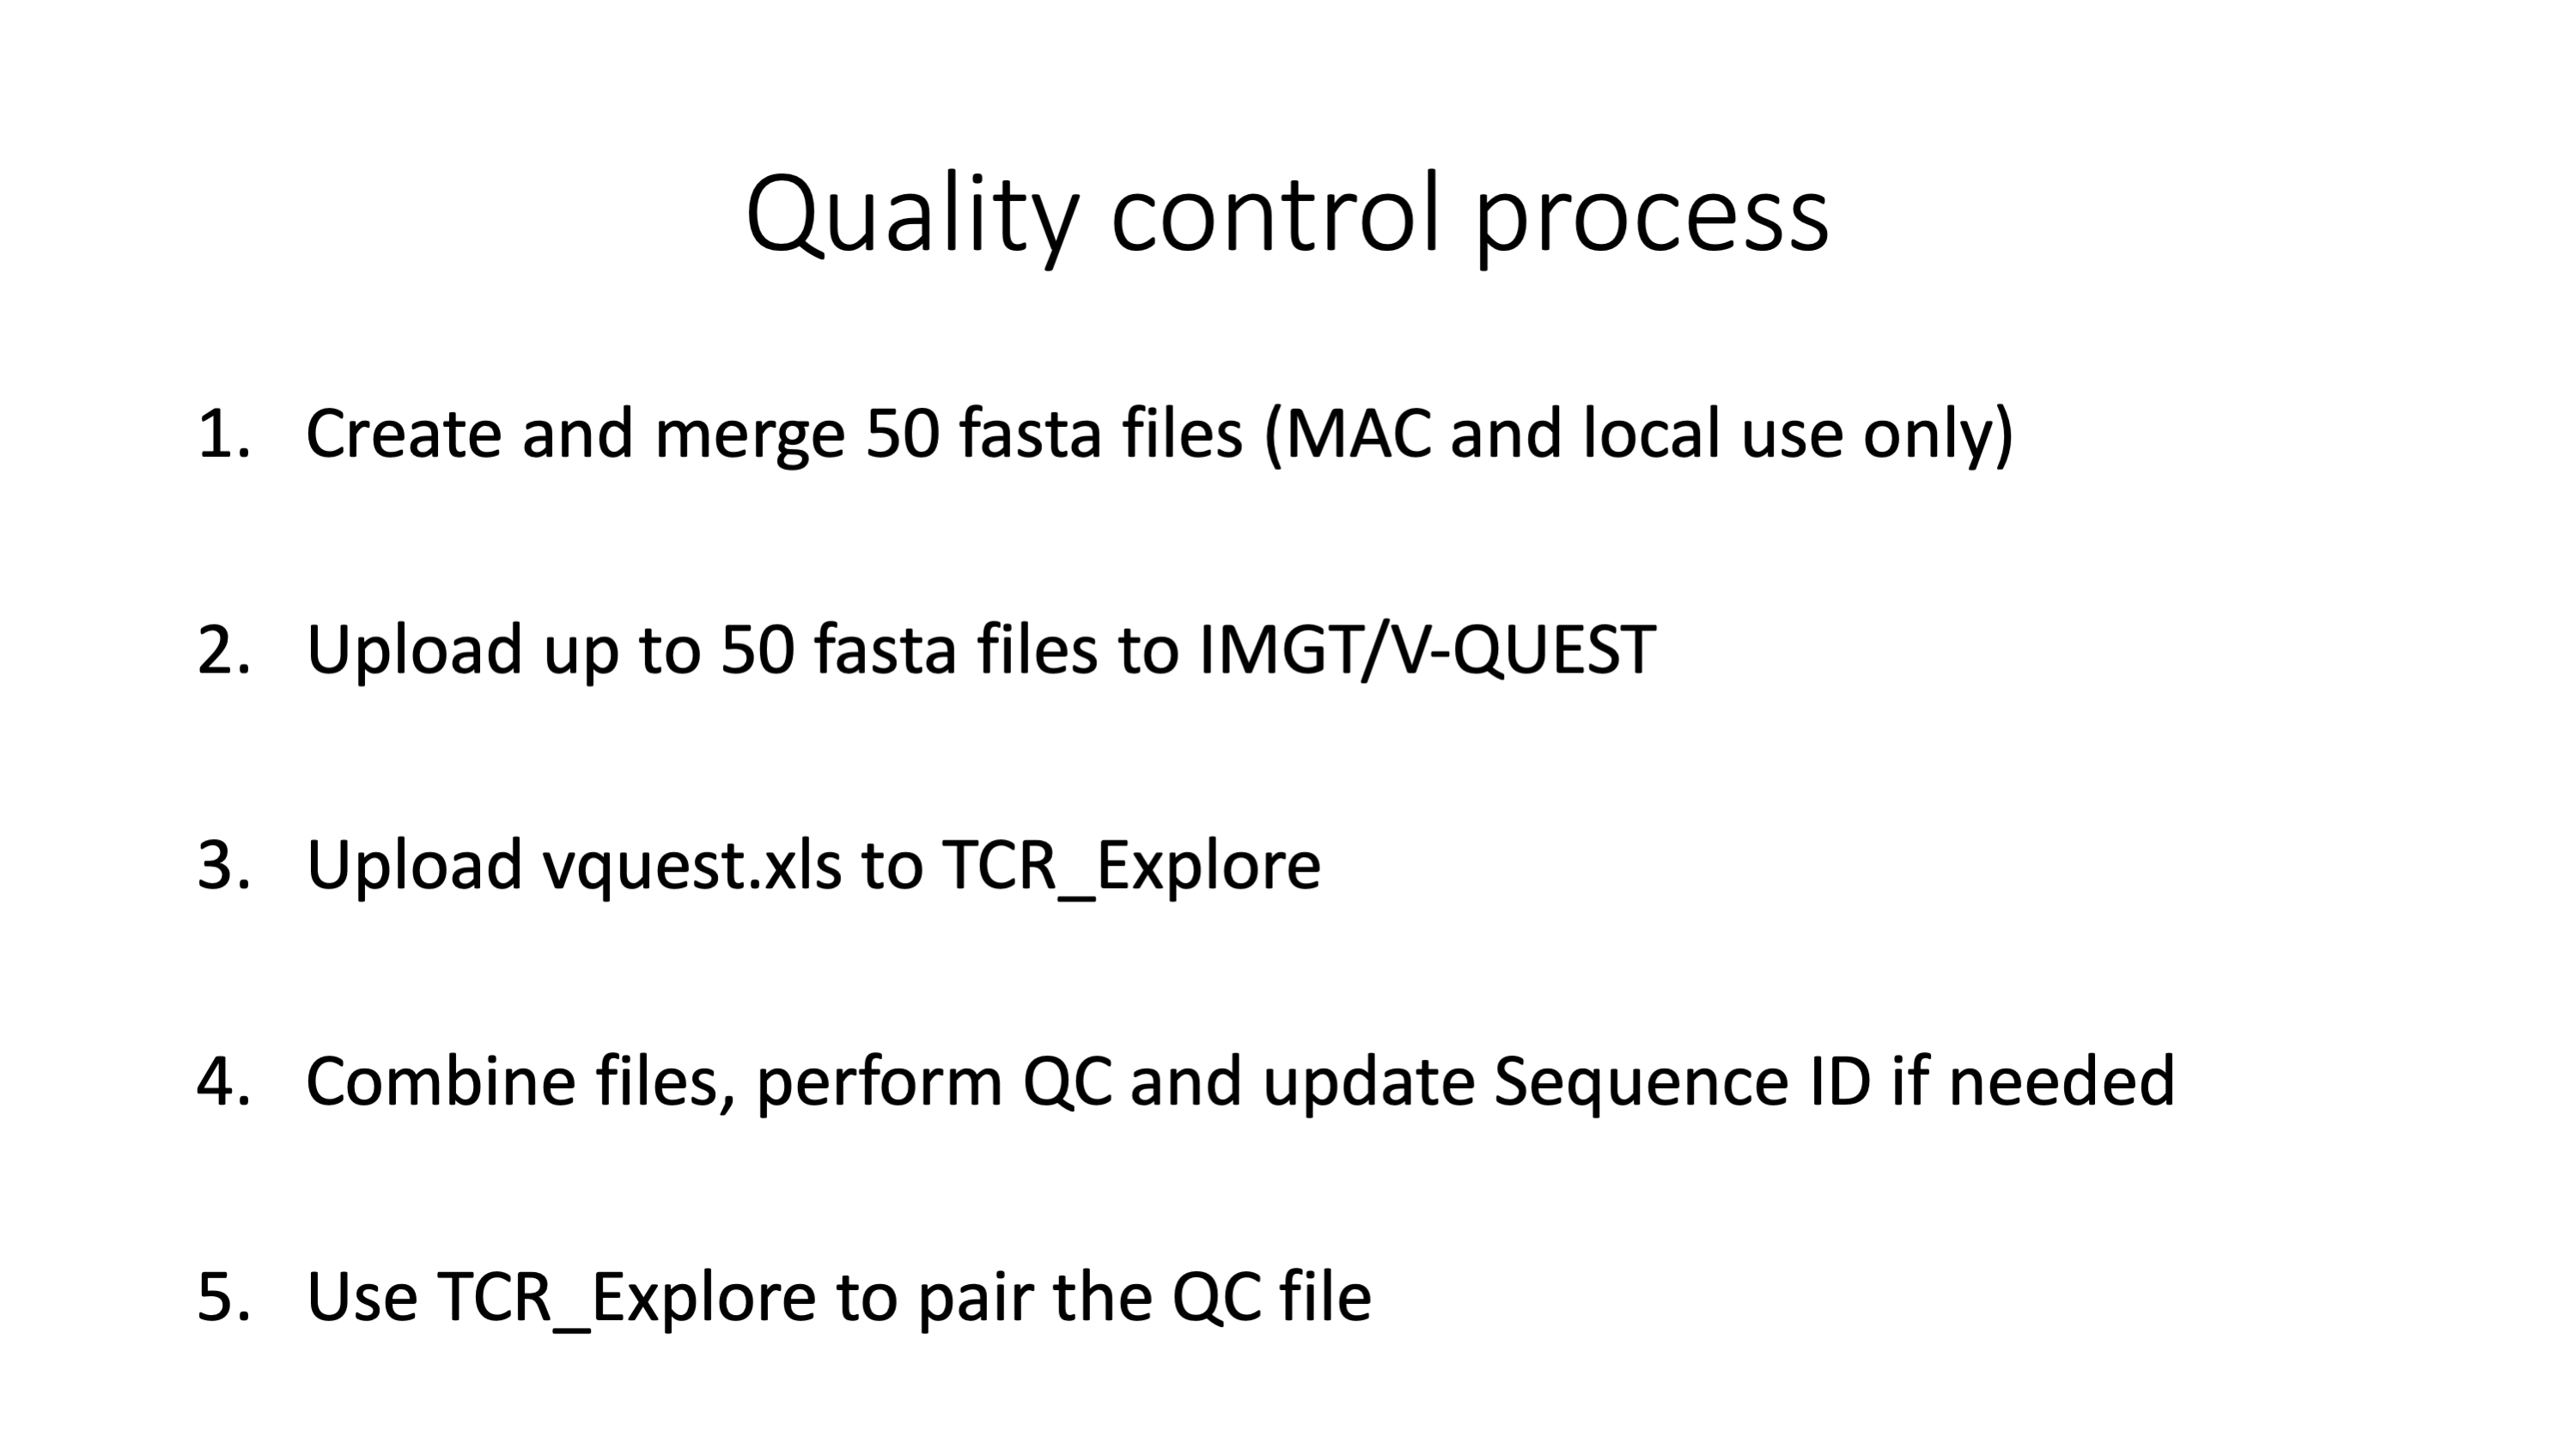 Quality control process
1. Create and merge 50 fasta files (MAC and local use only)
2. Upload up to 50 fasta files to IMGT/V-QUEST
3. Upload vquest.xls to TCR_Explore
4. Combine files, perform QC and update Sequence ID if needed
5. Use TCR_Explore to pair the QC file